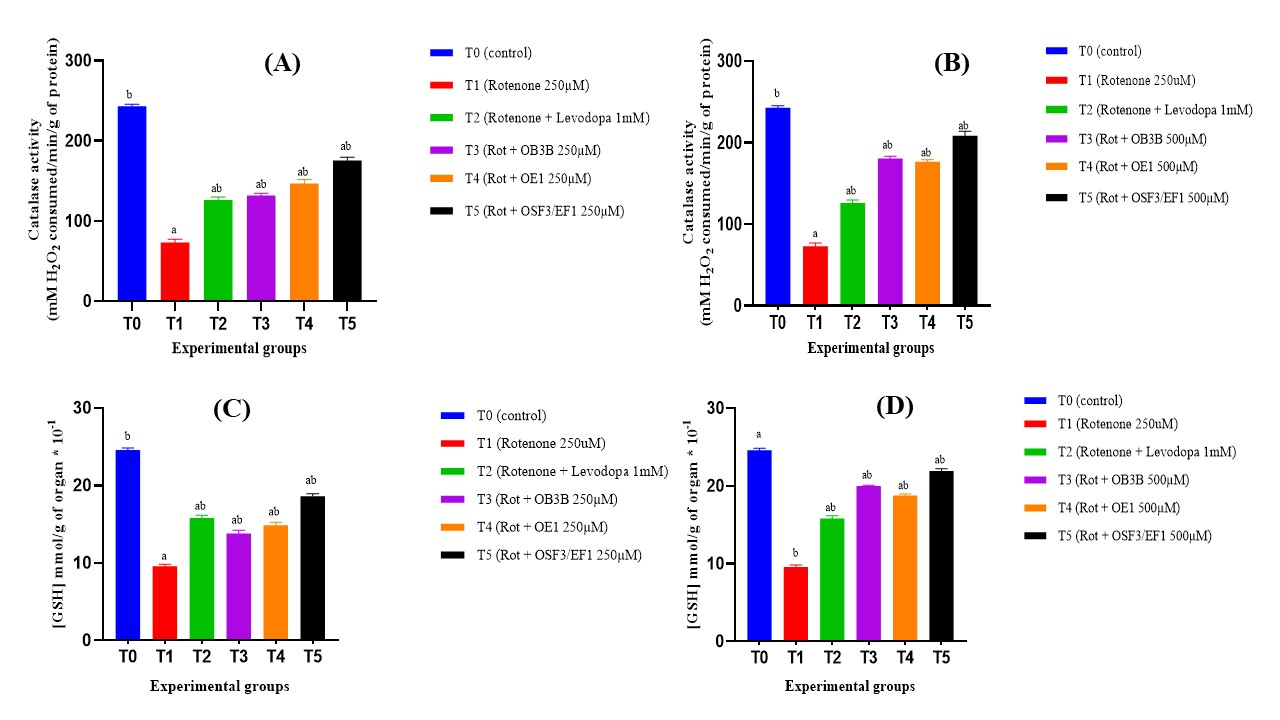 (A)
Catalase activity
(mM H2O2 consumed/min/g of protein)
300
200
100
0
b
a
ab
ab
ab
ab
T0
T1
T2
T3
T4
T5
Experimental groups
T0 (control)
T1 (Rotenone 250µM)
T2 (Rotenone + Levodopa 1mM)
T3 (Rot + OB3B 250µM)
T4 (Rot + OE1 250µM)
T5 (Rot + OSF3/EF1 250µM)
(B)
Catalase activity
(mM H2O2 consumed/min/g of protein)
300
200
100
0
b
a
ab
ab
ab
ab
T0
T1
T2
T3
T4
T5
Experimental groups
T0 (control)
T1 (Rotenone 250uM)
T2 (Rotenone + Levodopa 1mM)
T3 (Rot + OB3B 500µM)
T4 (Rot + OE1 500µM)
T5 (Rot + OSF3/EF1 500µM)
(C)
[GSH] mmol/g of organ * 10-1
30
20
10
0
b
a
ab
ab
ab
ab
T0
T1
T2
T3
T4
T5
Experimental groups
T0 (control)
T1 (Rotenone 250uM)
T2 (Rotenone + Levodopa 1mM)
T3 (Rot + OB3B 250µM)
T4 (Rot + OE1 250µM)
T5 (Rot + OSF3/EF1 250µM)
(D)
[GSH] mmol/g of organ * 10-1
30
20
10
0
a
b
ab
ab
ab
ab
T0
T1
T2
T3
T4
T5
Experimental groups
T0 (control)
T1 (Rotenone 250uM)
T2 (Rotenone + Levodopa 1mM)
T3 (Rot + OB3B 500µM)
T4 (Rot + OE1 500µM)
T5 (Rot + OSF3/EF1 500µM)